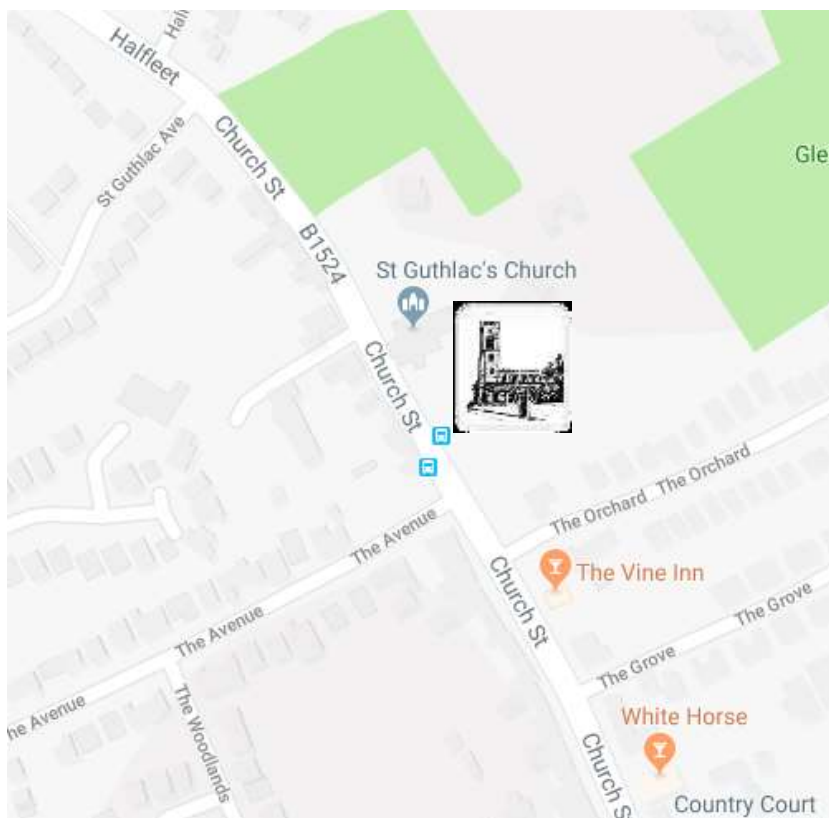 Halfleet
Hal
St Guthlac Ave
Church St
B1524
Gle
St Guthlac's Church
Church St
The Orchard
The Orchard
The Avenue
The Vine Inn
Church St
The Grove
The Avenue
The Grove
he Avenue
The Woodlands
White Horse
Church S
Country Court